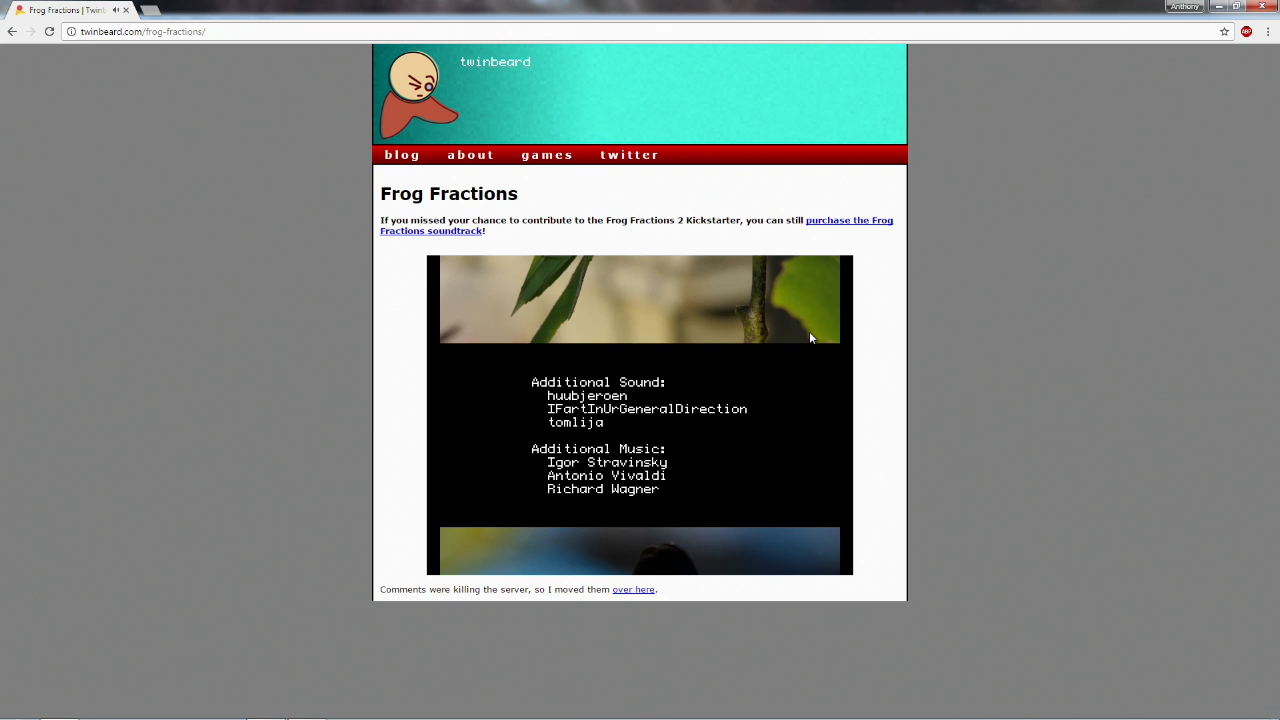 Frog Fractions | Twinb
Anthony
twinbeard.com/frog-fractions/
ABP
twinbeard
blog about games twitter
Frog Fractions
If you missed your chance to contribute to the Frog Fractions 2 Kickstarter, you can still purchase the Frog
Fractions soundtrack!
Additional Sound:
huubjeroen
IFartInUrGeneralDirection
tomlija
Additional Music:
Igor Stravinsky
Antonio Vivaldi
Richard Wagner
Comments were killing the server, so I moved them over here.